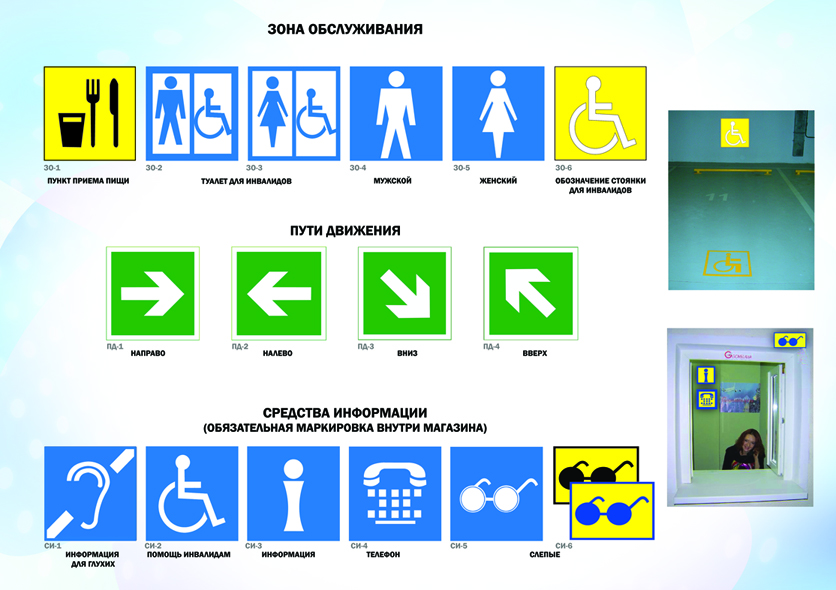 ЗОНА ОБСЛУЖИВАНИЯ
ЗО-1
ЗО-2
ЗО-3
ЗО-4
ЗО-5
ЗО-6
ПУНКТ ПРИЕМА ПИЩИ
ТУАЛЕТ ДЛЯ ИНВАЛИДОВ
МУЖСКОЙ
ЖЕНСКИЙ
ОБОЗНАЧЕНИЕ СТОЯНКИ
ДЛЯ ИНВАЛИДОВ
11
ПУТИ ДВИЖЕНИЯ
ПД-1
ПД-2
ПД-3
ПД-4
НАПРАВО
НАЛЕВО
ВНИЗ
ВВЕРХ
СРЕДСТВА ИНФОРМАЦИИ
(ОБЯЗАТЕЛЬНАЯ МАРКИРОВКА ВНУТРИ МАГАЗИНА)
СИ-1
СИ-2
СИ-3
СИ-4
СИ-5
СИ-6
ИНФОРМАЦИЯ
ДЛЯ ГЛУХИХ
ПОМОЩЬ ИНВАЛИДАМ
ИНФОРМАЦИЯ
ТЕЛЕФОН
СЛЕПЫЕ